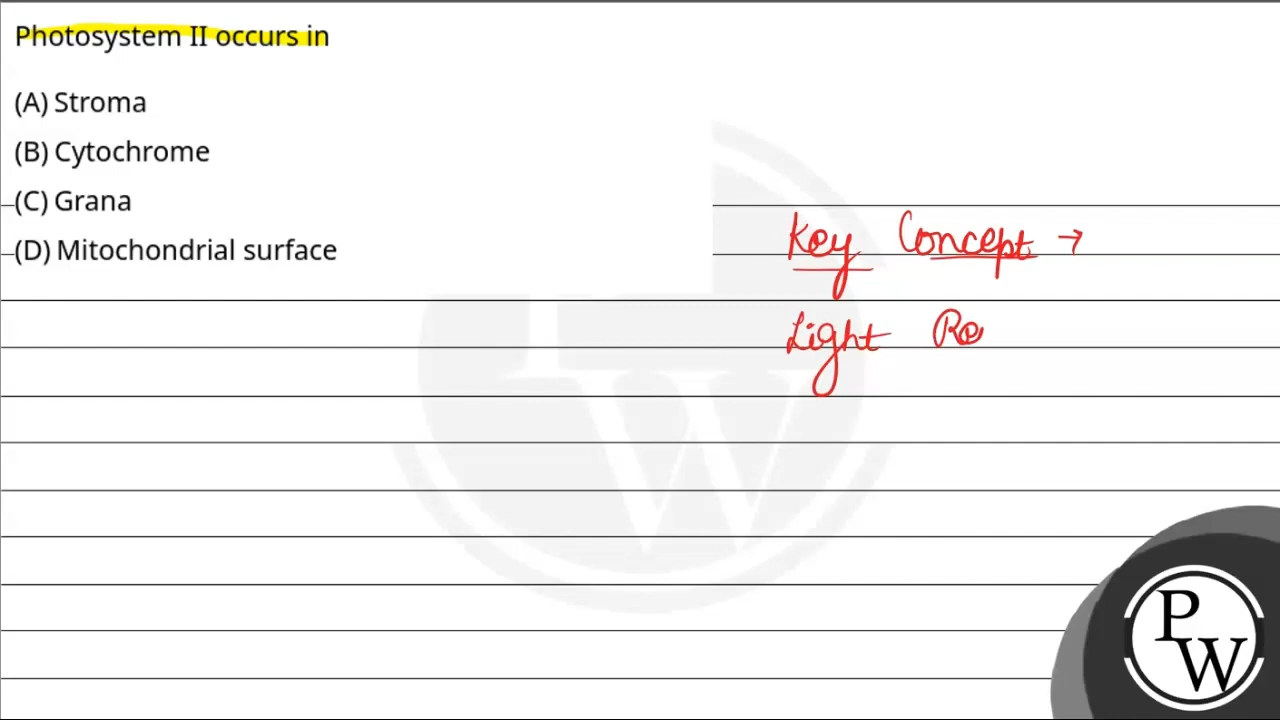 Photosystem II occurs in
(A) Stroma
(B) Cytochrome
(C) Grana
(D) Mitochondrial surface
Key Concept →
Light Re
PW